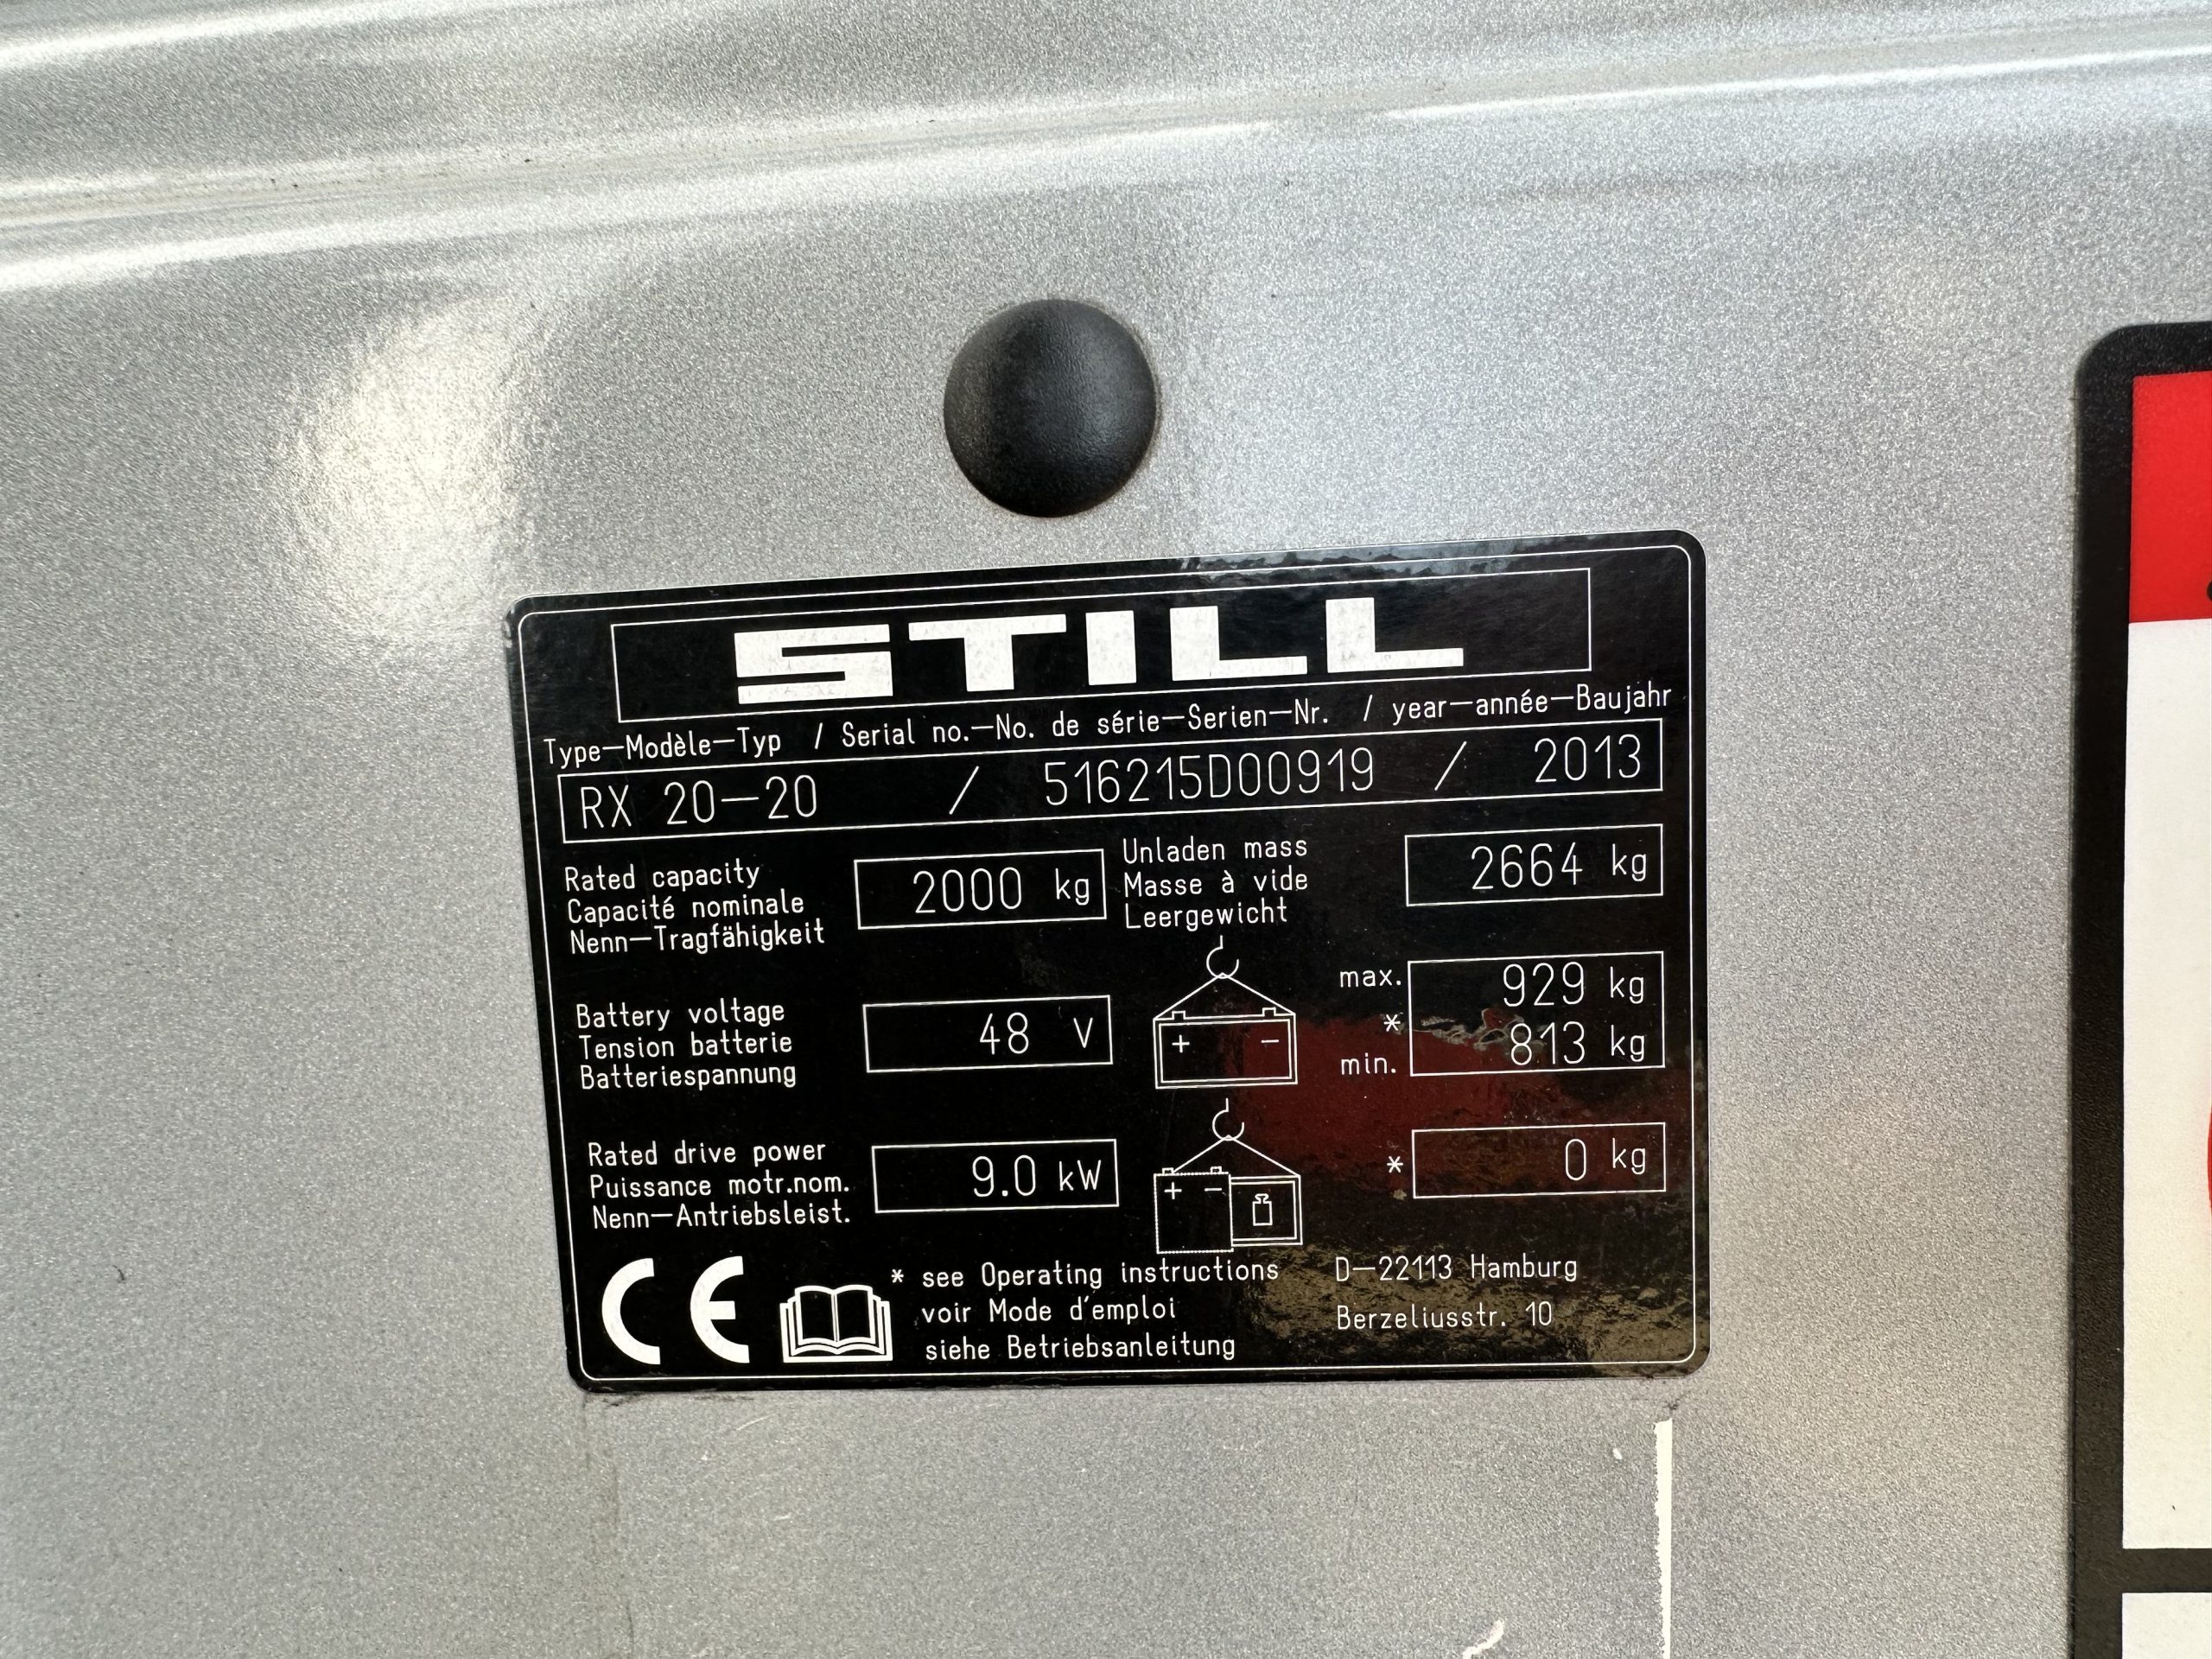 STILL
Type–Modèle–Typ / Serial no.–No. de série–Serien–Nr. / year–année–Baujahr
RX 20–20 / 516215D00919 / 2013
Rated capacity
Capacité nominale
Nenn–Tragfähigkeit
2000 kg
Unladen mass
Masse à vide
Leergewicht
2664 kg
Battery voltage
Tension batterie
Batteriespannung
48 V
+ –
max. 929 kg
*
min. 813 kg
Rated drive power
Puissance motr.nom.
Nenn–Antriebsleist.
9.0 kW
+ –
* 0 kg
CE
* see Operating instructions
voir Mode d'emploi
siehe Betriebsanleitung
D–22113 Hamburg
Berzeliusstr. 10